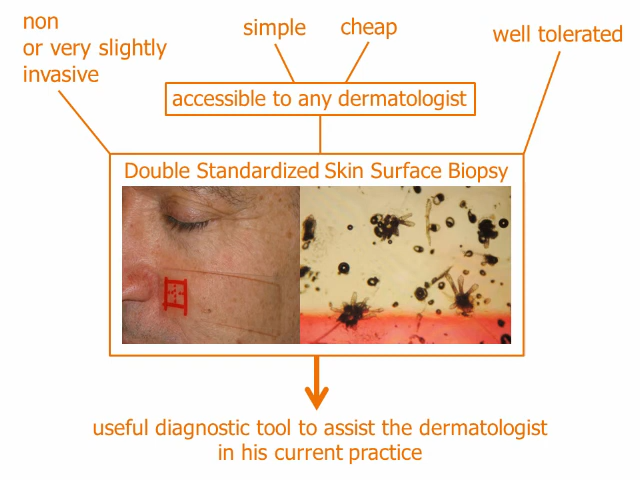 non
or very slightly
invasive
simple
cheap
well tolerated
accessible to any dermatologist
Double Standardized Skin Surface Biopsy
useful diagnostic tool to assist the dermatologist
in his current practice